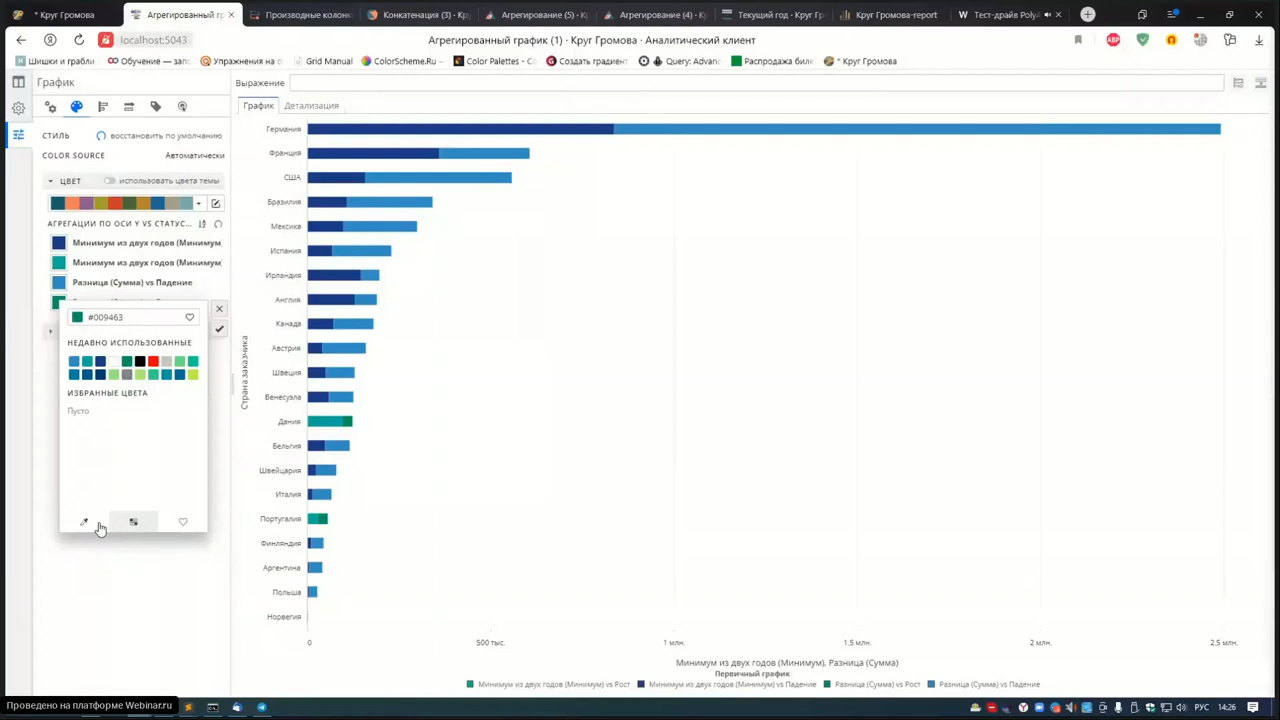 * Круг Громова
Агрегированный гр
Производные колонк
Конкатенация (3) - Кру
Агрегирование (5) - К
Агрегирование (4) - К
Текущий год - Круг Гр
Круг Громова-report
Тест-драйв Poly
localhost:5043
Агрегированный график (1) · Круг Громова · Аналитический клиент
Шишки и грабли
Обучение — запо
Упражнения на о
Grid Manual
ColorScheme.Ru –
Color Palettes - Co
Создать градиент
Query: Advanc
Распродажа биле
* Круг Громова
График
Выражение
График
Детализация
СТИЛЬ
восстановить по умолчанию
COLOR SOURCE
Автоматически
ЦВЕТ
использовать цвета темы
АГРЕГАЦИИ ПО ОСИ Y VS СТАТУС...
Минимум из двух годов (Минимум
Минимум из двух годов (Минимум
Разница (Сумма) vs Падение
#009463
НЕДАВНО ИСПОЛЬЗОВАННЫЕ
ИЗБРАННЫЕ ЦВЕТА
Пусто
Страна заказчика
Германия
Франция
США
Бразилия
Мексика
Испания
Ирландия
Англия
Канада
Австрия
Швеция
Венесуэла
Дания
Бельгия
Швейцария
Италия
Португалия
Финляндия
Аргентина
Польша
Норвегия
0
500 тыс.
1 млн.
1.5 млн.
2 млн.
2.5 млн.
Минимум из двух годов (Минимум), Разница (Сумма)
Первичный график
Минимум из двух годов (Минимум) vs Рост
Минимум из двух годов (Минимум) vs Падение
Разница (Сумма) vs Рост
Разница (Сумма) vs Падение
Проведено на платформе Webinar.ru
РУС
14:26